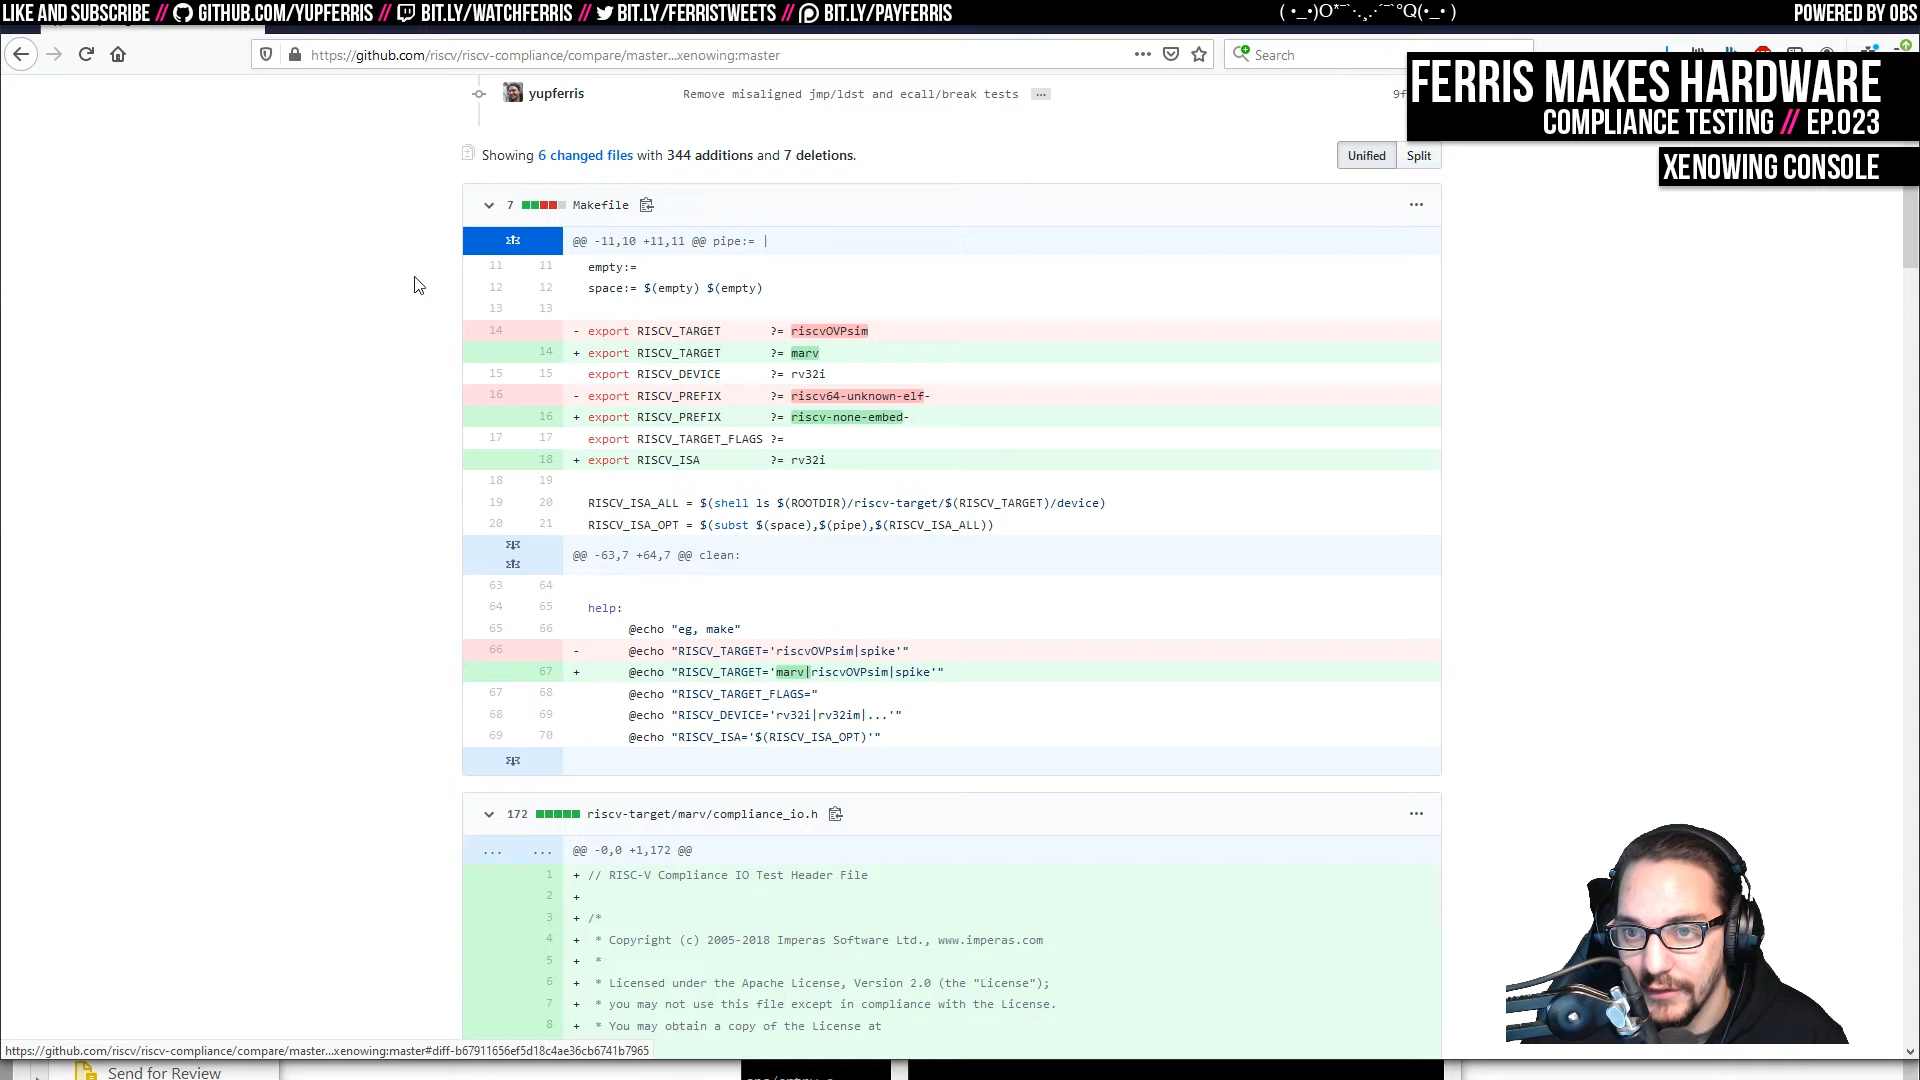 LIKE AND SUBSCRIBE // GITHUB.COM/YUPFERRIS // BIT.LY/WATCHFERRIS // BIT.LY/FERRISTWEETS // BIT.LY/PAYFERRIS
POWERED BY OBS
https://github.com/riscv/riscv-compliance/compare/master...xenowing:master
Search
FERRIS MAKES HARDWARE
COMPLIANCE TESTING // EP.023
XENOWING CONSOLE
yupferris Remove misaligned jmp/ldst and ecall/break tests ...
Showing 6 changed files with 344 additions and 7 deletions.
Unified Split
7 Makefile
@@ -11,10 +11,11 @@ pipe:= |
11 11 empty:=
12 12 space:= $(empty) $(empty)
13 13
14 - export RISCV_TARGET ?= riscvOVPsim
14 + export RISCV_TARGET ?= marv
15 15 export RISCV_DEVICE ?= rv32i
16 - export RISCV_PREFIX ?= riscv64-unknown-elf-
16 + export RISCV_PREFIX ?= riscv-none-embed-
17 17 export RISCV_TARGET_FLAGS ?=
18 + export RISCV_ISA ?= rv32i
18 19
19 20 RISCV_ISA_ALL = $(shell ls $(ROOTDIR)/riscv-target/$(RISCV_TARGET)/device)
20 21 RISCV_ISA_OPT = $(subst $(space),$(pipe),$(RISCV_ISA_ALL))
@@ -63,7 +64,7 @@ clean:
63 64
64 65 help:
65 66 @echo "eg, make"
66 - @echo "RISCV_TARGET='riscvOVPsim|spike'"
67 + @echo "RISCV_TARGET='marv|riscvOVPsim|spike'"
67 68 @echo "RISCV_TARGET_FLAGS="
68 69 @echo "RISCV_DEVICE='rv32i|rv32im|...'"
69 70 @echo "RISCV_ISA='$(RISCV_ISA_OPT)'"
172 riscv-target/marv/compliance_io.h
... ... @@ -0,0 +1,172 @@
1 + // RISC-V Compliance IO Test Header File
2 +
3 + /*
4 + * Copyright (c) 2005-2018 Imperas Software Ltd., www.imperas.com
5 + *
6 + * Licensed under the Apache License, Version 2.0 (the "License");
7 + * you may not use this file except in compliance with the License.
8 + * You may obtain a copy of the License at
https://github.com/riscv/riscv-compliance/compare/master...xenowing:master#diff-b67911656ef5d18c4ae36cb6741b7965
Send for Review